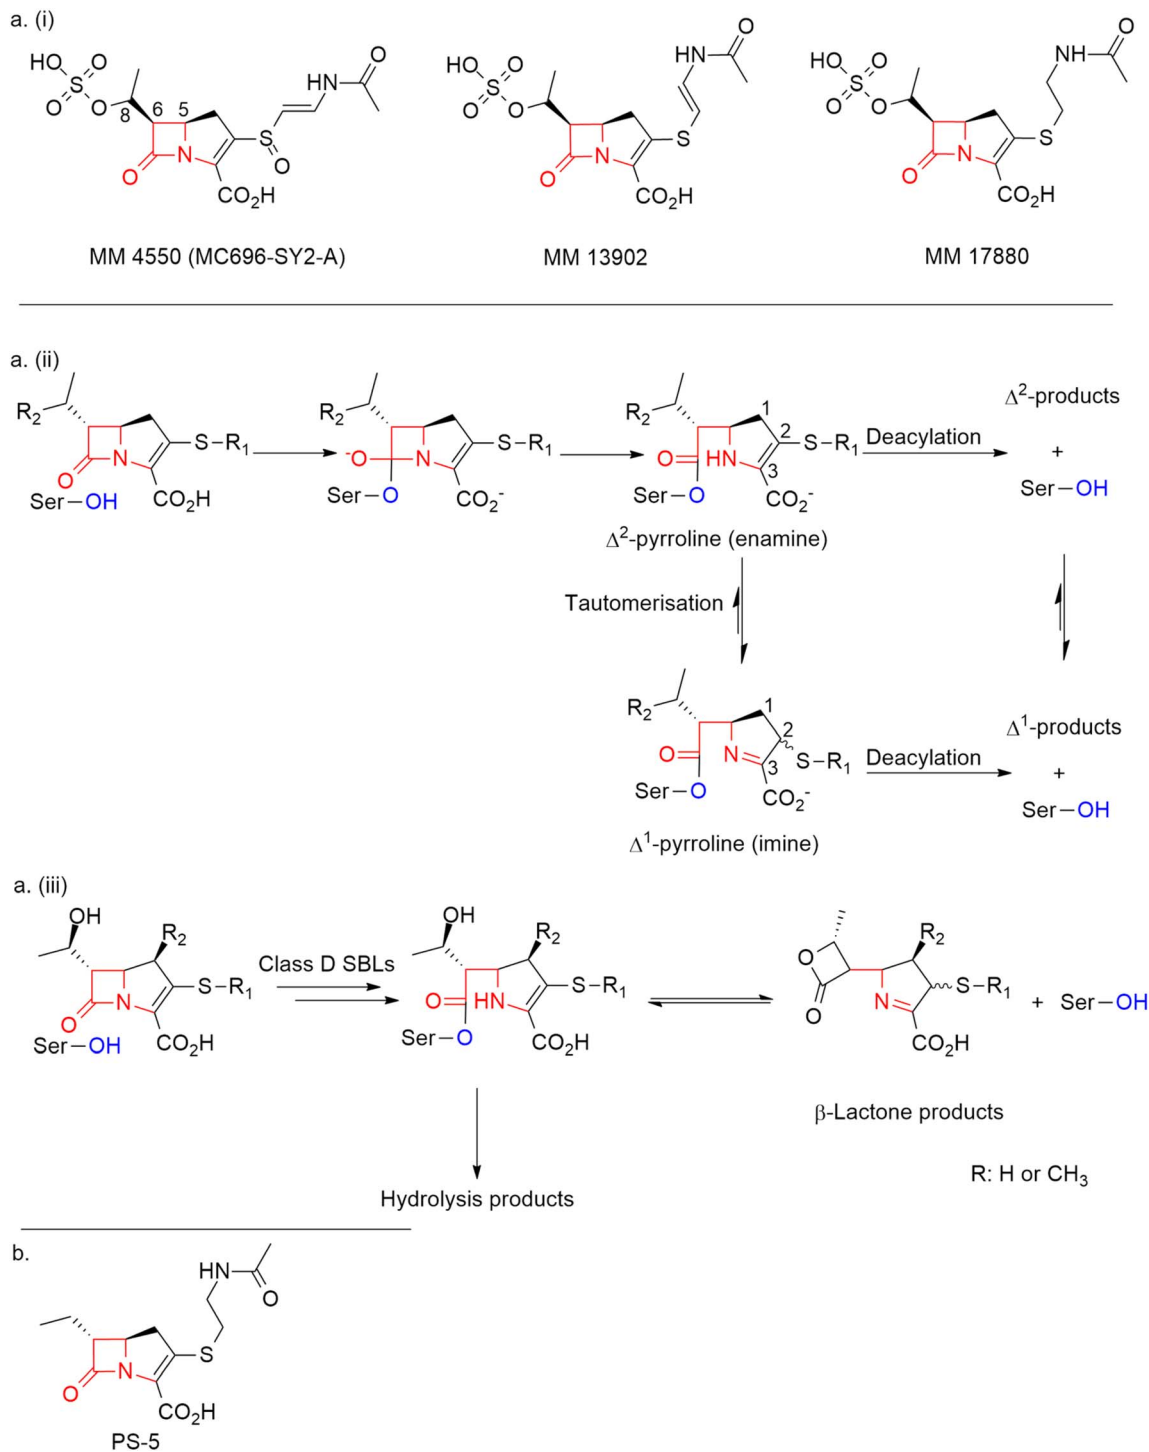 a. (i)
HO
S
O
O
O
8
6
5
HN
O
S
O
N
O
CO2H
MM 4550 (MC696-SY2-A)
HO
S
O
O
O
HN
O
S
N
O
CO2H
MM 13902
HO
S
O
O
O
NH
O
S
N
O
CO2H
MM 17880
a. (ii)
R2
S–R1
N
O
Ser–OH
CO2H
R2
S–R1
-O
N
Ser–O
CO2-
R2
1
2
S–R1
O
HN
3
Ser–O
CO2-
Δ2-pyrroline (enamine)
Deacylation
Δ2-products
+
Ser–OH
Tautomerisation
R2
1
2
S–R1
O
N
3
Ser–O
CO2-
Δ1-pyrroline (imine)
Deacylation
Δ1-products
+
Ser–OH
a. (iii)
OH
R2
S–R1
N
O
Ser–OH
CO2H
Class D SBLs
OH
R2
S–R1
O
HN
Ser–O
CO2H
O
O
R2
S–R1
N
CO2H
+
Ser–OH
β-Lactone products
R: H or CH3
Hydrolysis products
b.
HN
O
S
N
O
CO2H
PS-5